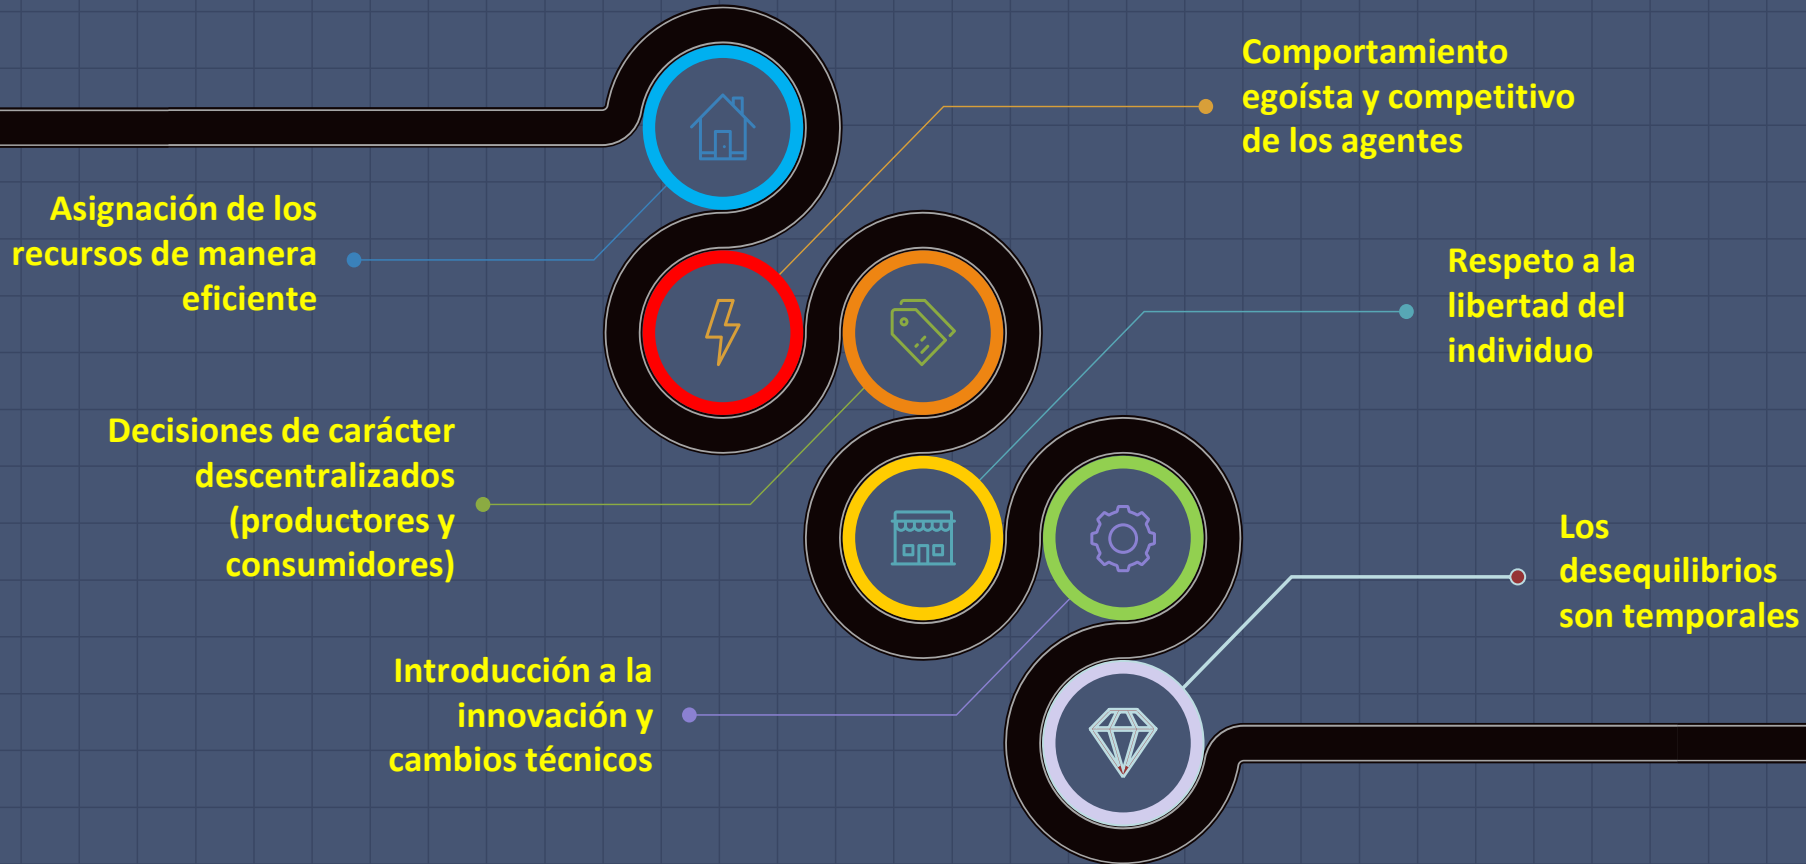 Asignación de los
recursos de manera
eficiente
Comportamiento
egoísta y competitivo
de los agentes
Decisiones de carácter
descentralizados
(productores y
consumidores)
Respeto a la
libertad del
individuo
Introducción a la
innovación y
cambios técnicos
Los
desequilibrios
son temporales